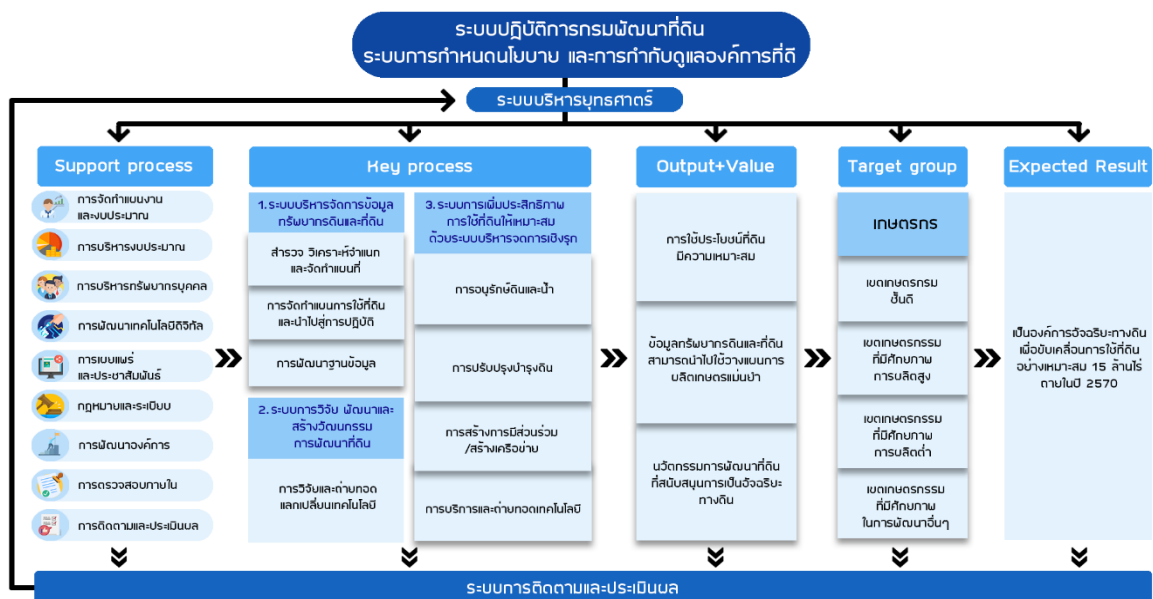 ระบบปฏิบัติการกรมพัฒนาที่ดิน
ระบบการกำหนดนโยบาย และการกำกับดูแลองค์การที่ดี
ระบบบริหารยุทธศาตร์
Support process
การจัดทำแผนงาน
และงบประมาณ
การบริหารงบประมาณ
การบริหารทรัพยากรบุคคล
การพัฒนาเทคโนโลยีดิจิทัล
การเผยแพร่
และประชาสัมพันธ์
กฎหมายและระเบียบ
การพัฒนาองค์การ
การตรวจสอบภายใน
การติดตามและประเมินผล
Key process
1.ระบบบริหารจัดการข้อมูล
ทรัพยากรดินและที่ดิน
สำรวจ วิเคราะห์จำแนก
และจัดทำแผนที่
การจัดทำแผนการใช้ที่ดิน
และนำไปสู่การปฏิบัติ
การพัฒนาฐานข้อมูล
2.ระบบการวิจัย พัฒนาและ
สร้างวัฒนกรรม
การพัฒนาที่ดิน
การวิจัยและถ่ายทอด
แลกเปลี่ยนเทคโนโลยี
3.ระบบการเพิ่มประสิทธิภาพ
การใช้ที่ดินให้เหมาะสม
ด้วยระบบบริหารจดการเชิงรุก
การอนุรักษ์ดินและน้ำ
การปรับปรุงบำรุงดิน
การสร้างการมีส่วนร่วม
/สร้างเครือข่าย
การบริการและถ่ายทอดเทคโนโลยี
Output+Value
การใช้ประโยชน์ที่ดิน
มีความเหมาะสม
ข้อมูลทรัพยากรดินและที่ดิน
สามารถนำไปใช้วางแผนการ
ผลิตเกษตรแม่นยำ
นวัตกรรมการพัฒนาที่ดิน
ที่สนับสนุนการเป็นอัจฉริยะ
ทางดิน
Target group
เกษตรกร
เขตเกษตรกรม
ชั้นดี
เขตเกษตรกรรม
ที่มีศักยภาพ
การผลิตสูง
เขตเกษตรกรรม
ที่มีศักยภาพ
การผลิตต่ำ
เขตเกษตรกรรม
ที่มีศักยภาพ
ในการพัฒนาอื่นๆ
Expected Result
เป็นองค์การอัจฉริยะทางดิน
เพื่อขับเคลื่อนการใช้ที่ดิน
อย่างเหมาะสม 15 ล้านไร่
ภายในปี 2570
ระบบการติดตามและประเมินผล